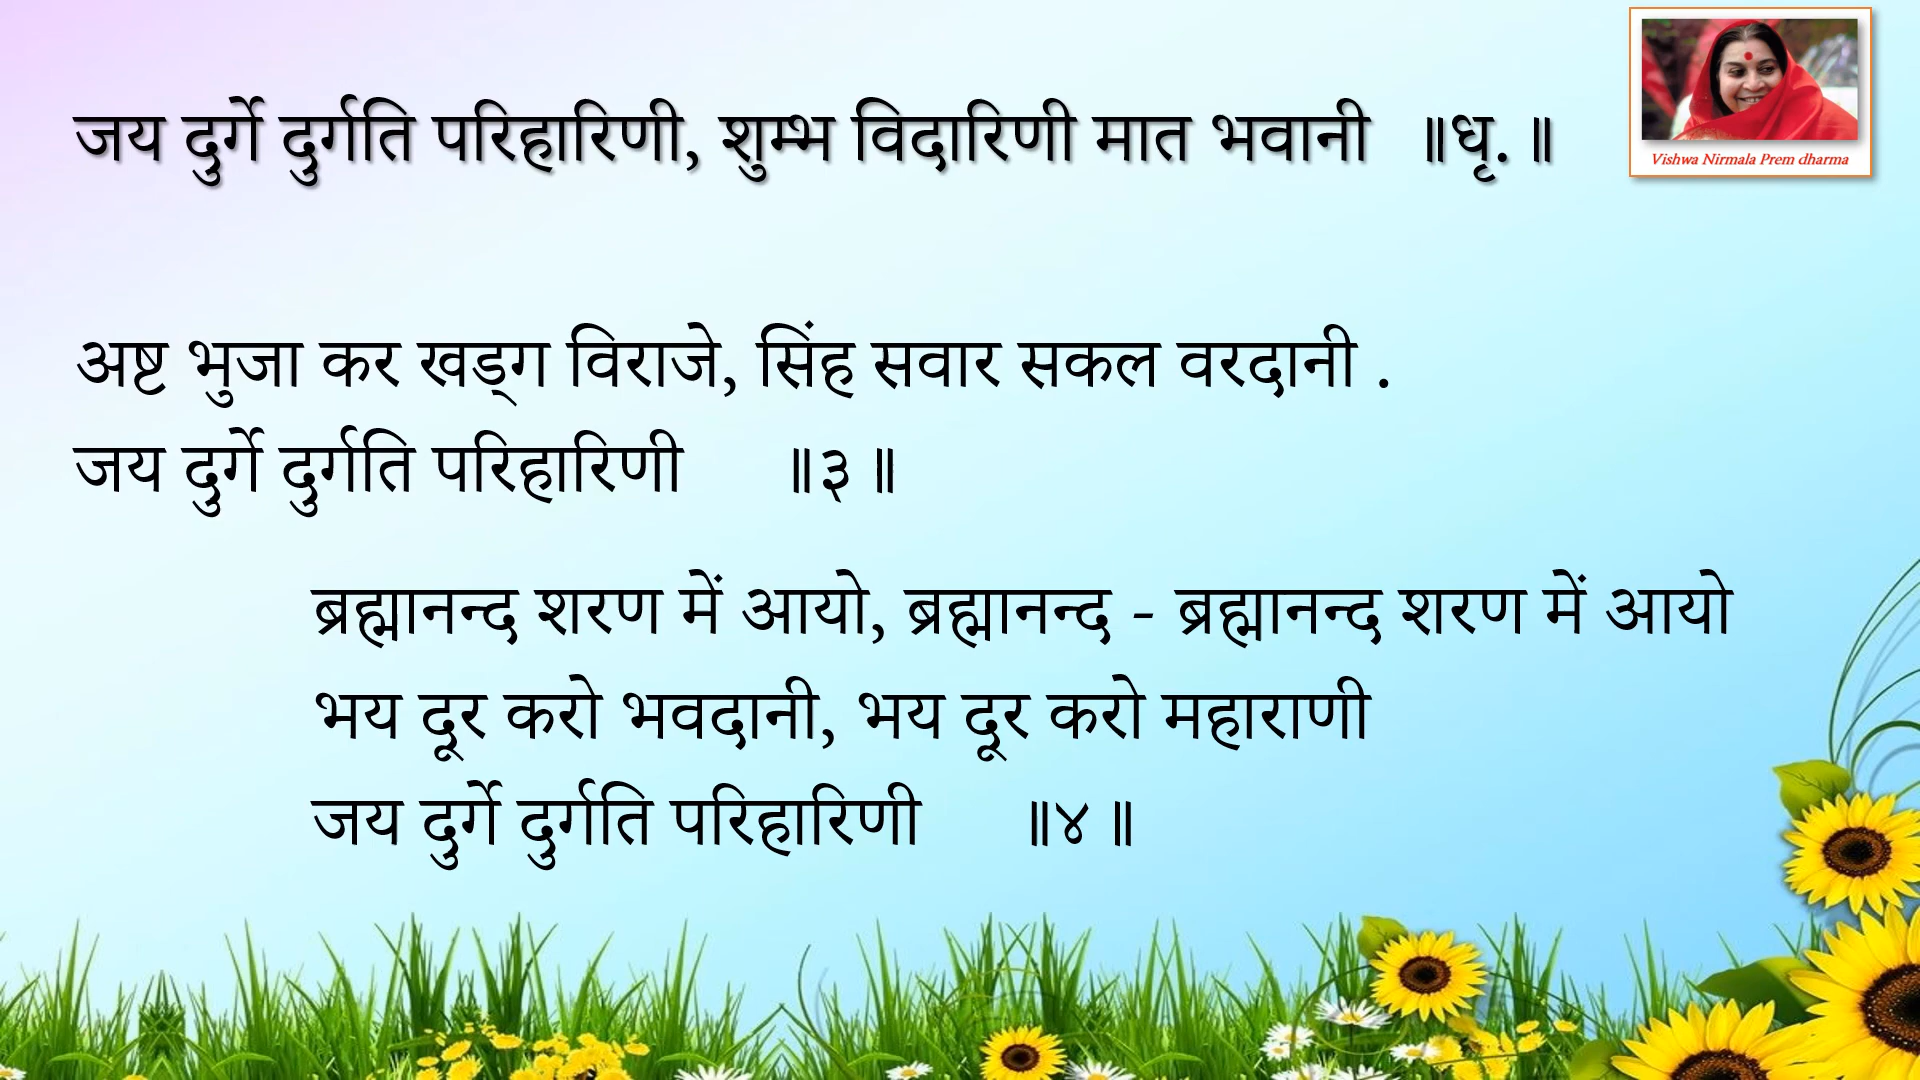 जय दुर्गे दुर्गति परिहारिणी, शुम्भ विदारिणी मात भवानी ॥धृ.॥
Vishwa Nirmala Prem dharma
अष्ट भुजा कर खड्ग विराजे, सिंह सवार सकल वरदानी .
जय दुर्गे दुर्गति परिहारिणी ॥३॥
ब्रह्मानन्द शरण में आयो, ब्रह्मानन्द - ब्रह्मानन्द शरण में आयो
भय दूर करो भवदानी, भय दूर करो महाराणी
जय दुर्गे दुर्गति परिहारिणी ॥४॥